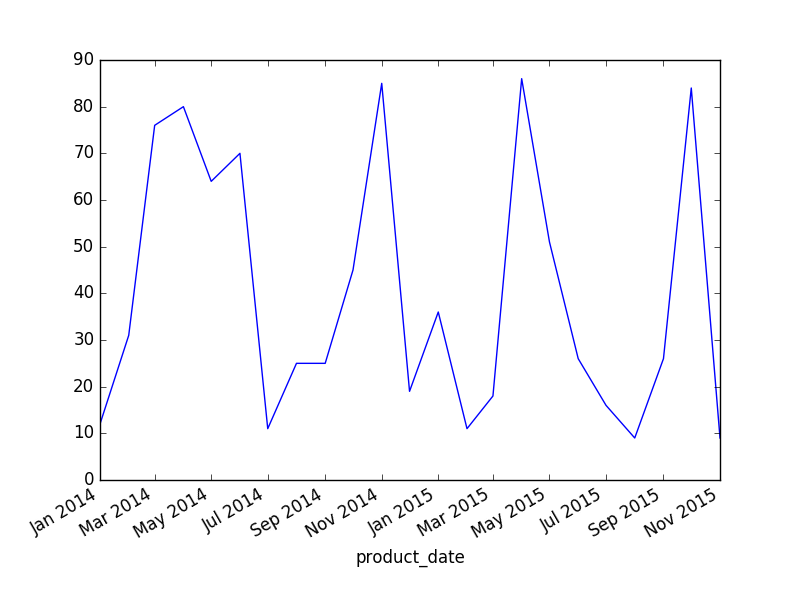 90
80
70
60
50
40
30
20
10
0
Jan 2014
Mar 2014
May 2014
Jul 2014
Sep 2014
Nov 2014
Jan 2015
Mar 2015
May 2015
Jul 2015
Sep 2015
Nov 2015
product_date